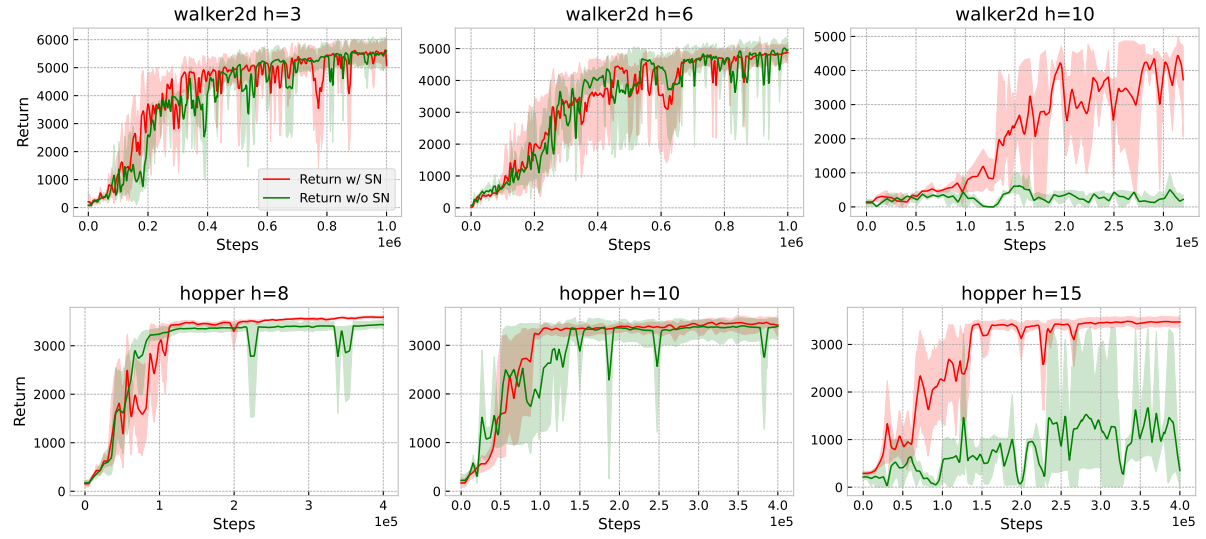 walker2d h=3
walker2d h=6
walker2d h=10
Return
6000
5000
4000
3000
2000
1000
0
Return w/ SN
Return w/o SN
0.0 0.2 0.4 0.6 0.8 1.0
1e6
Steps
5000
4000
3000
2000
1000
0
0.0 0.2 0.4 0.6 0.8 1.0
1e6
Steps
5000
4000
3000
2000
1000
0
0.0 0.5 1.0 1.5 2.0 2.5 3.0
1e5
Steps
hopper h=8
hopper h=10
hopper h=15
Return
3000
2000
1000
0
0 1 2 3 4
1e5
Steps
3000
2000
1000
0
0.0 0.5 1.0 1.5 2.0 2.5 3.0 3.5 4.0
1e5
Steps
3000
2000
1000
0
0.0 0.5 1.0 1.5 2.0 2.5 3.0 3.5 4.0
1e5
Steps